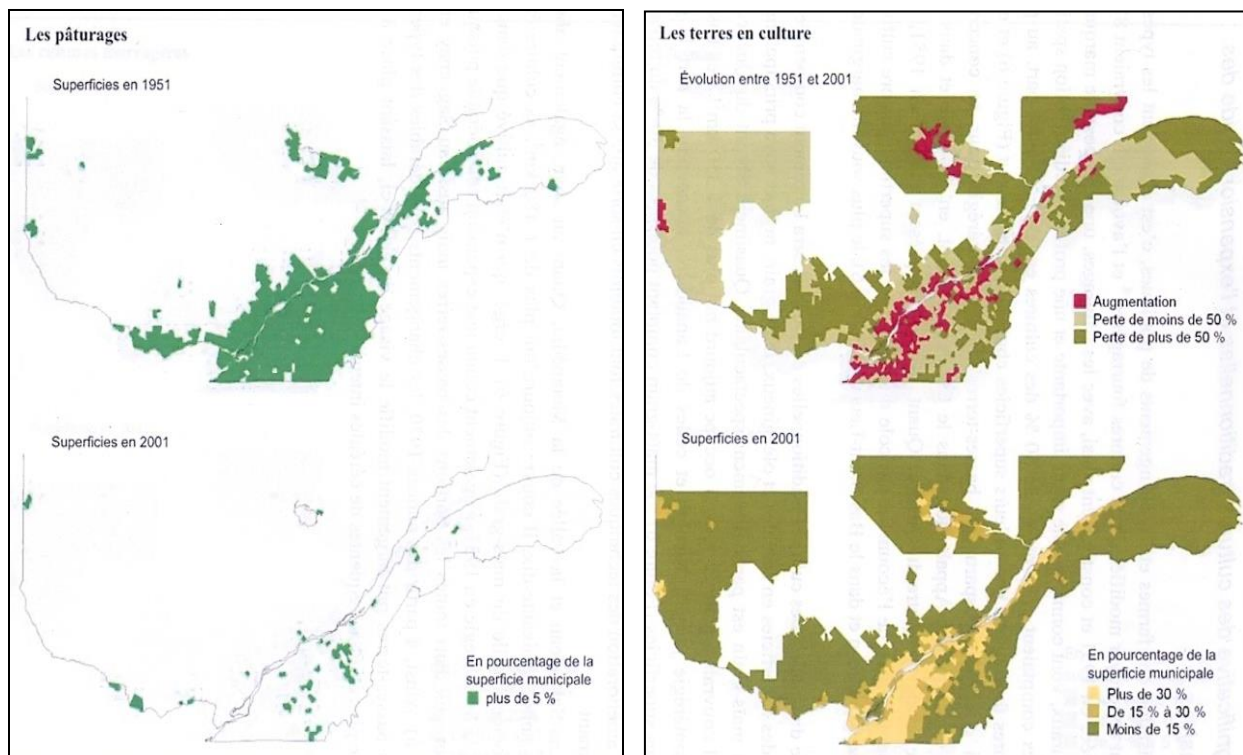 Les pâturages
Superficies en 1951
Superficies en 2001
En pourcentage de la
superficie municipale
plus de 5 %
Les terres en culture
Évolution entre 1951 et 2001
Augmentation
Perte de moins de 50 %
Perte de plus de 50 %
Superficies en 2001
En pourcentage de la
superficie municipale
Plus de 30 %
De 15 % à 30 %
Moins de 15 %